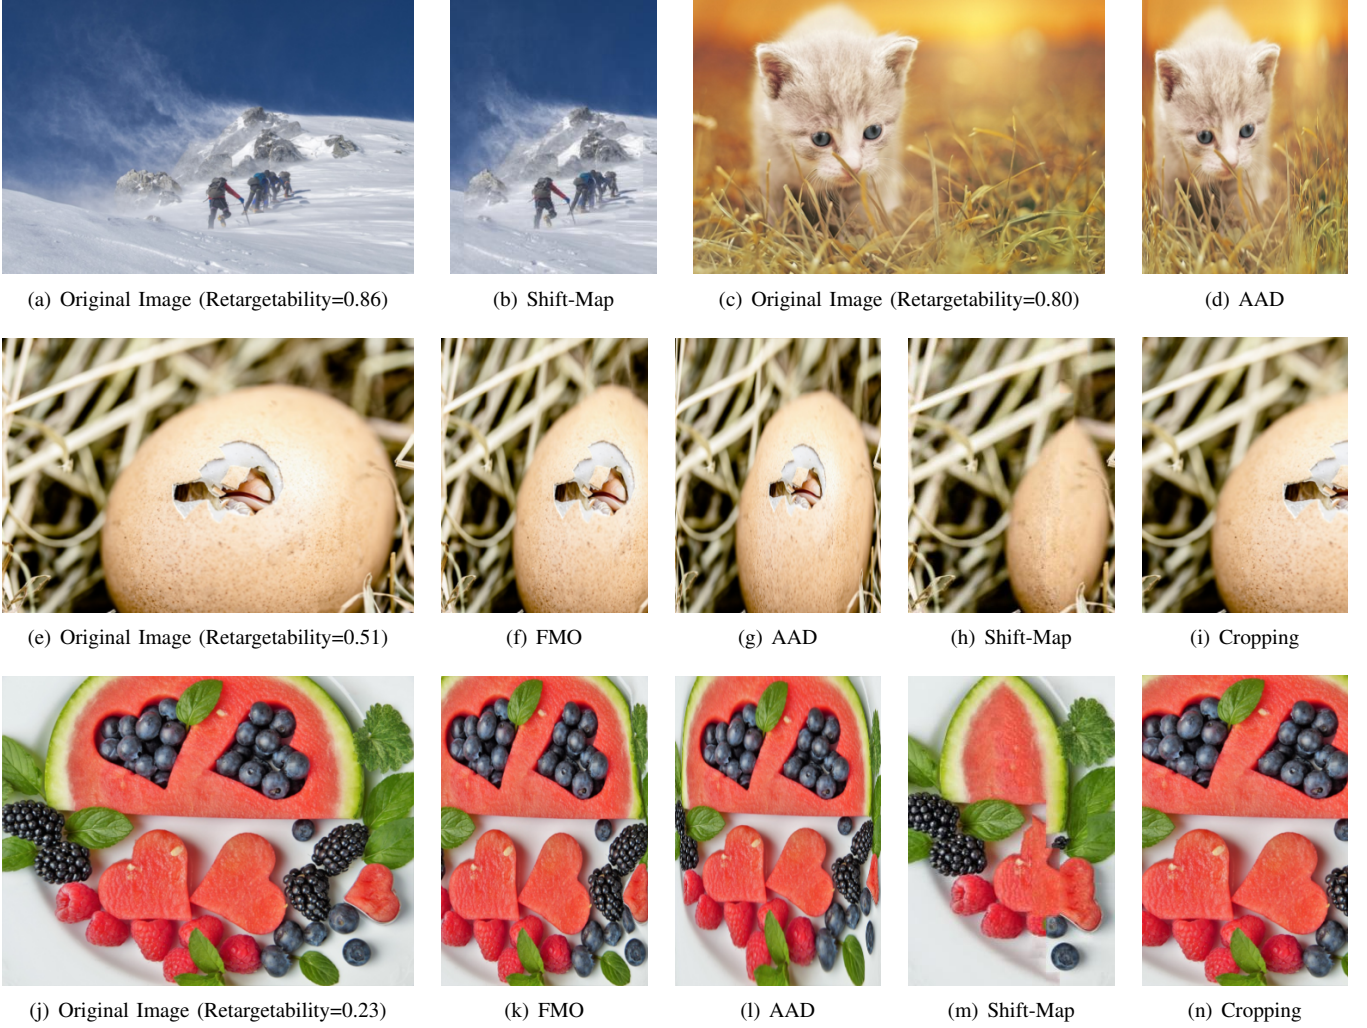 (a) Original Image (Retargetability=0.86)
(b) Shift-Map
(c) Original Image (Retargetability=0.80)
(d) AAD
(e) Original Image (Retargetability=0.51)
(f) FMO
(g) AAD
(h) Shift-Map
(i) Cropping
(j) Original Image (Retargetability=0.23)
(k) FMO
(l) AAD
(m) Shift-Map
(n) Cropping